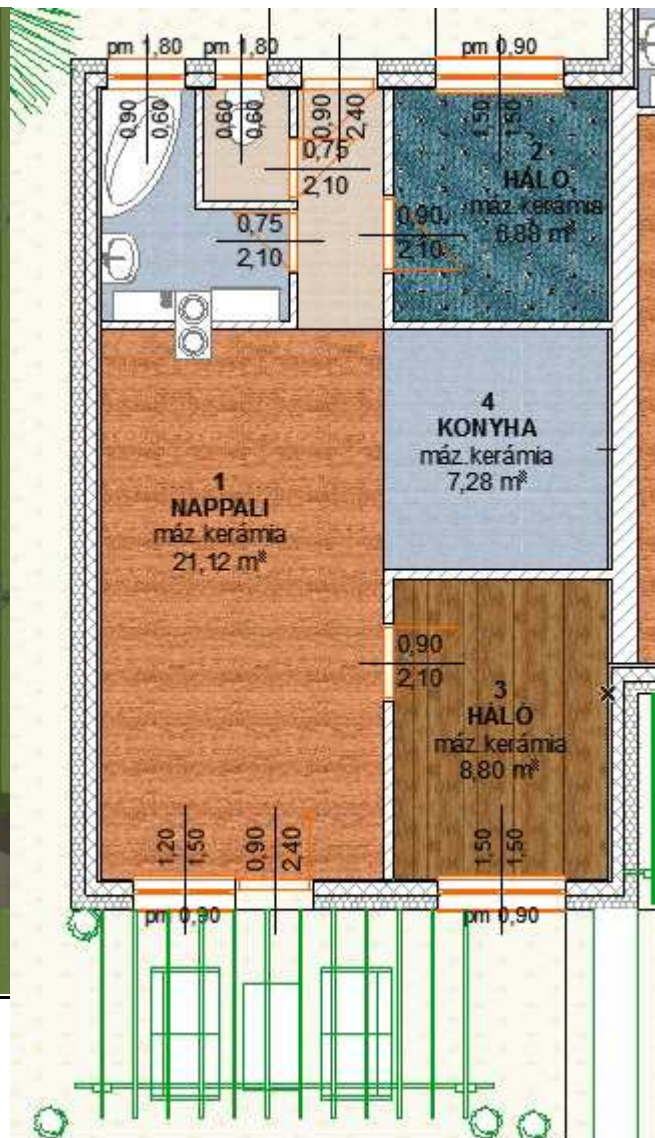 pm 1,80 pm 1,80 pm 0,90
0,90 0,60
0,60 0,60
0,90 2,40
1,50 1,50
0,75
2,10
2
HÁLÓ
máz.kerámia
6.88 m²
0,75
2,10
0,90
2,10
4
KONYHA
máz.kerámia
7,28 m²
1
NAPPALI
máz.kerámia
21,12 m²
0,90
2,10
3
HÁLÓ
máz.kerámia
8,80 m²
1,20 1,50
0,90 2,40
1,50 1,50
pm 0,90 pm 0,90